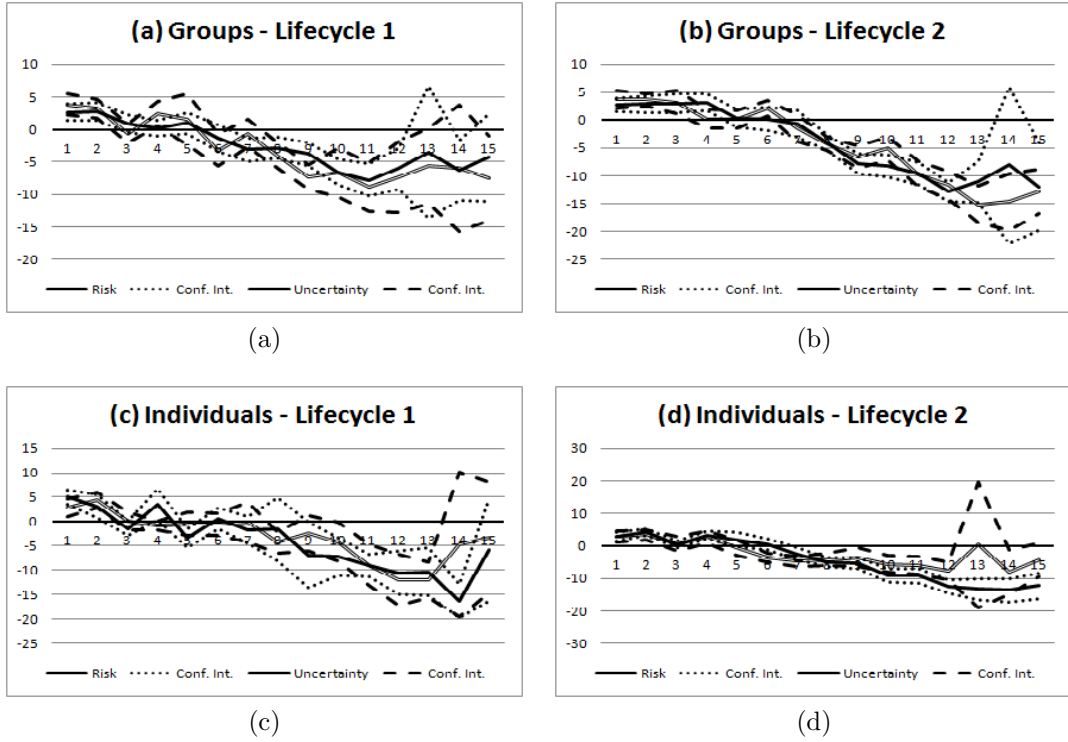 (a) Groups - Lifecycle 1
10
5
0
1 2 3 4 5 6 7 8 9 10 11 12 13 14 15
-5
-10
-15
-20
Risk Conf. Int. Uncertainty Conf. Int.
(a)
(b) Groups - Lifecycle 2
10
5
0
1 2 3 4 5 6 7 8 9 10 11 12 13 14 15
-5
-10
-15
-20
-25
Risk Conf. Int. Uncertainty Conf. Int.
(b)
(c) Individuals - Lifecycle 1
15
10
5
0
1 2 3 4 5 6 7 8 9 10 11 12 13 14 15
-5
-10
-15
-20
-25
Risk Conf. Int. Uncertainty Conf. Int.
(c)
(d) Individuals - Lifecycle 2
30
20
10
0
1 2 3 4 5 6 7 8 9 10 11 12 13 14 15
-10
-20
-30
Risk Conf. Int. Uncertainty Conf. Int.
(d)